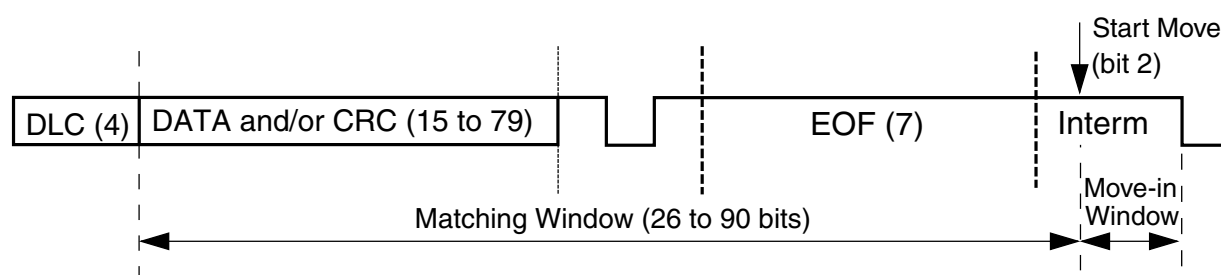 Start Move
(bit 2)
DLC (4)
DATA and/or CRC (15 to 79)
EOF (7)
Interm
Matching Window (26 to 90 bits)
Move-in
Window